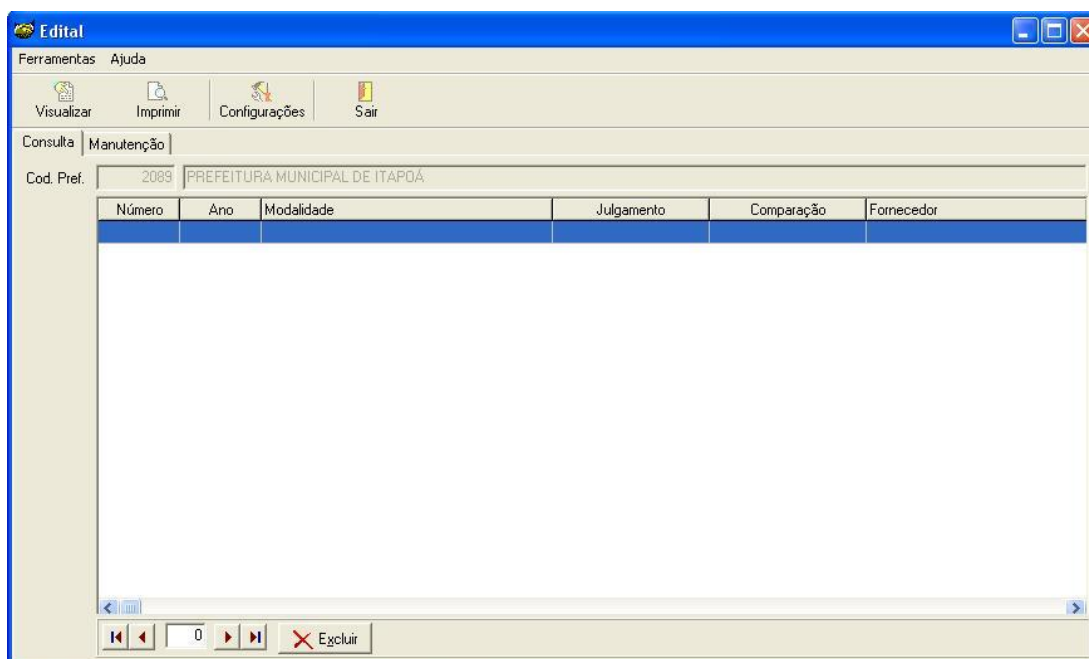 Edital
Ferramentas Ajuda
Visualizar Imprimir Configurações Sair
Consulta Manutenção
Cod. Pref. 2089 PREFEITURA MUNICIPAL DE ITAPOÁ
Número Ano Modalidade Julgamento Comparação Fornecedor
0 Excluir